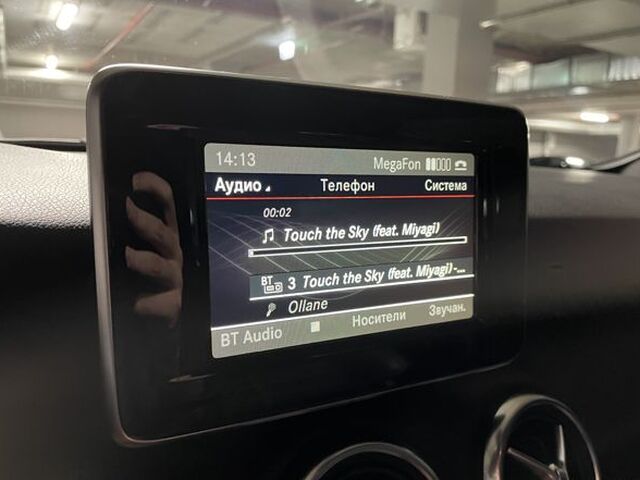 14:13 MegaFon
Аудио Телефон Система
00:02
Touch the Sky (feat. Miyagi)
BT 3 Touch the Sky (feat. Miyagi) -...
Ollane
BT Audio Носители Звучан.